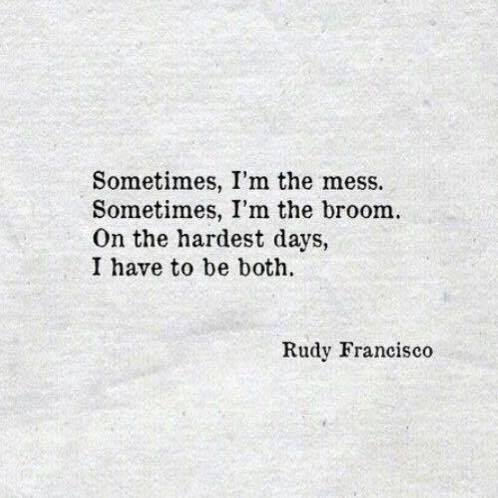 Sometimes, I'm the mess.
Sometimes, I'm the broom.
On the hardest days,
I have to be both.
Rudy Francisco